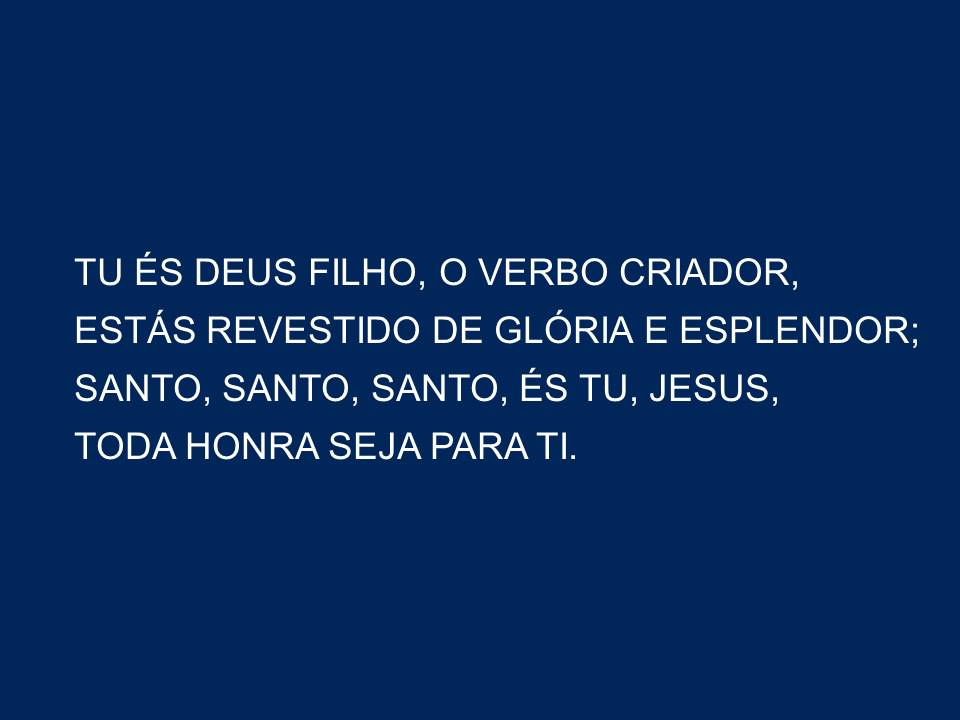 TU ÉS DEUS FILHO, O VERBO CRIADOR,
ESTÁS REVESTIDO DE GLÓRIA E ESPLENDOR;
SANTO, SANTO, SANTO, ÉS TU, JESUS,
TODA HONRA SEJA PARA TI.